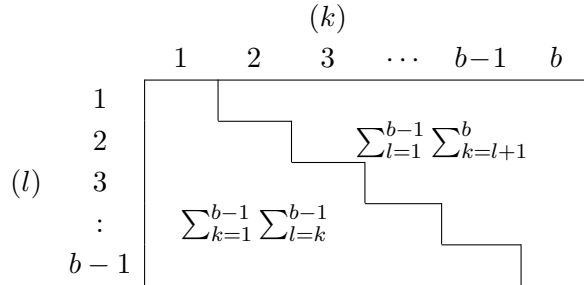 (k)
1 2 3 ⋯ b−1 b
1
2 ∑_{l=1}^{b−1} ∑_{k=l+1}^{b}
(l) 3
: ∑_{k=1}^{b−1} ∑_{l=k}^{b−1}
b − 1